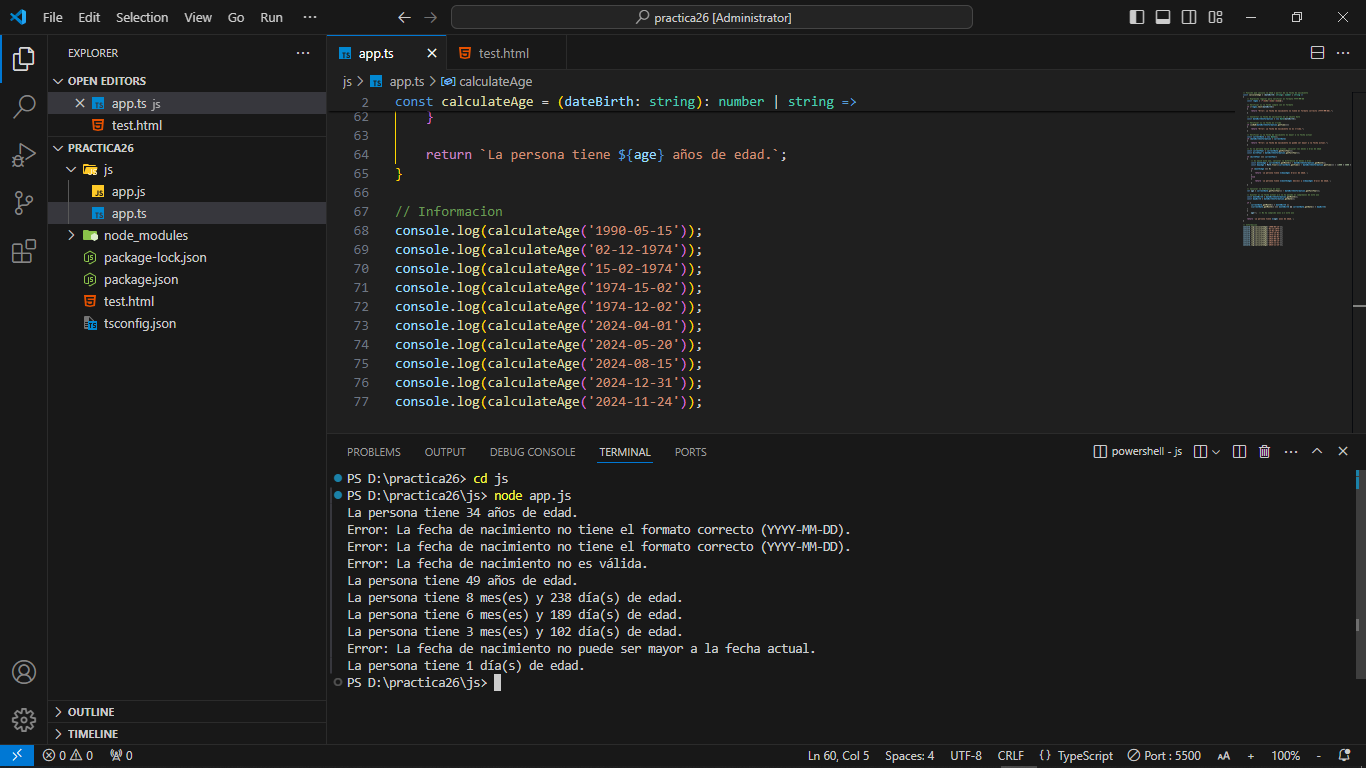 File Edit Selection View Go Run ··· practica26 [Administrator]
EXPLORER ···
OPEN EDITORS
app.ts js
test.html
PRACTICA26
js
app.js
app.ts
node_modules
package-lock.json
package.json
test.html
tsconfig.json
OUTLINE
TIMELINE
app.ts test.html
js > app.ts > calculateAge
2 const calculateAge = (dateBirth: string): number | string =>
62 }
63
64 return `La persona tiene ${age} años de edad.`;
65 }
66
67 // Informacion
68 console.log(calculateAge('1990-05-15'));
69 console.log(calculateAge('02-12-1974'));
70 console.log(calculateAge('15-02-1974'));
71 console.log(calculateAge('1974-15-02'));
72 console.log(calculateAge('1974-12-02'));
73 console.log(calculateAge('2024-04-01'));
74 console.log(calculateAge('2024-05-20'));
75 console.log(calculateAge('2024-08-15'));
76 console.log(calculateAge('2024-12-31'));
77 console.log(calculateAge('2024-11-24'));
PROBLEMS OUTPUT DEBUG CONSOLE TERMINAL PORTS powershell - js
PS D:\practica26> cd js
PS D:\practica26\js> node app.js
La persona tiene 34 años de edad.
Error: La fecha de nacimiento no tiene el formato correcto (YYYY-MM-DD).
Error: La fecha de nacimiento no tiene el formato correcto (YYYY-MM-DD).
Error: La fecha de nacimiento no es válida.
La persona tiene 49 años de edad.
La persona tiene 8 mes(es) y 238 día(s) de edad.
La persona tiene 6 mes(es) y 189 día(s) de edad.
La persona tiene 3 mes(es) y 102 día(s) de edad.
Error: La fecha de nacimiento no puede ser mayor a la fecha actual.
La persona tiene 1 día(s) de edad.
PS D:\practica26\js>
0 0 0 Ln 60, Col 5 Spaces: 4 UTF-8 CRLF {} TypeScript Port : 5500 AA + 100% -